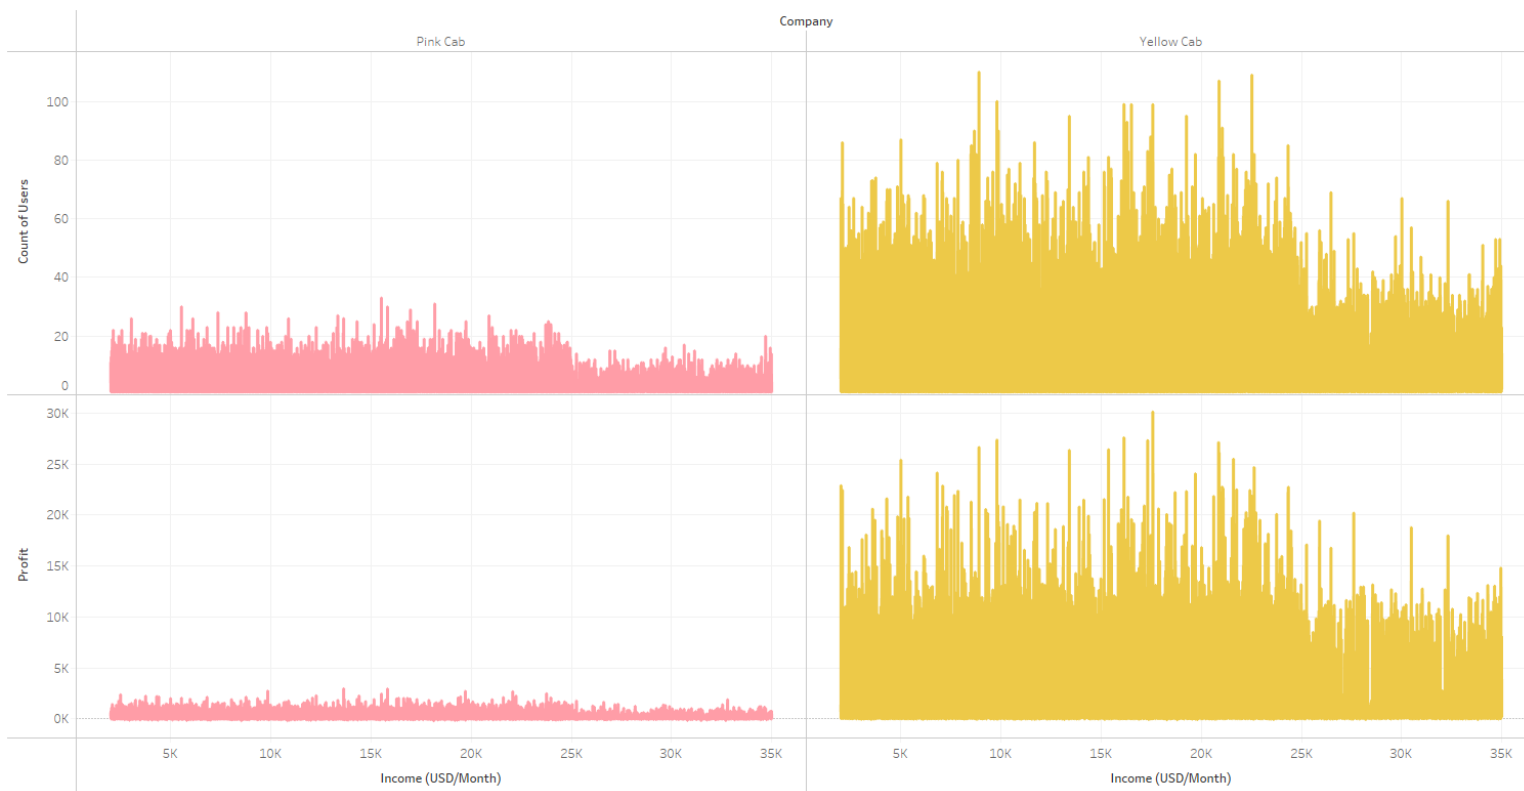 Company
Pink Cab Yellow Cab
Count of Users
100
80
60
40
20
0
Profit
30K
25K
20K
15K
10K
5K
0K
5K 10K 15K 20K 25K 30K 35K 5K 10K 15K 20K 25K 30K 35K
Income (USD/Month) Income (USD/Month)